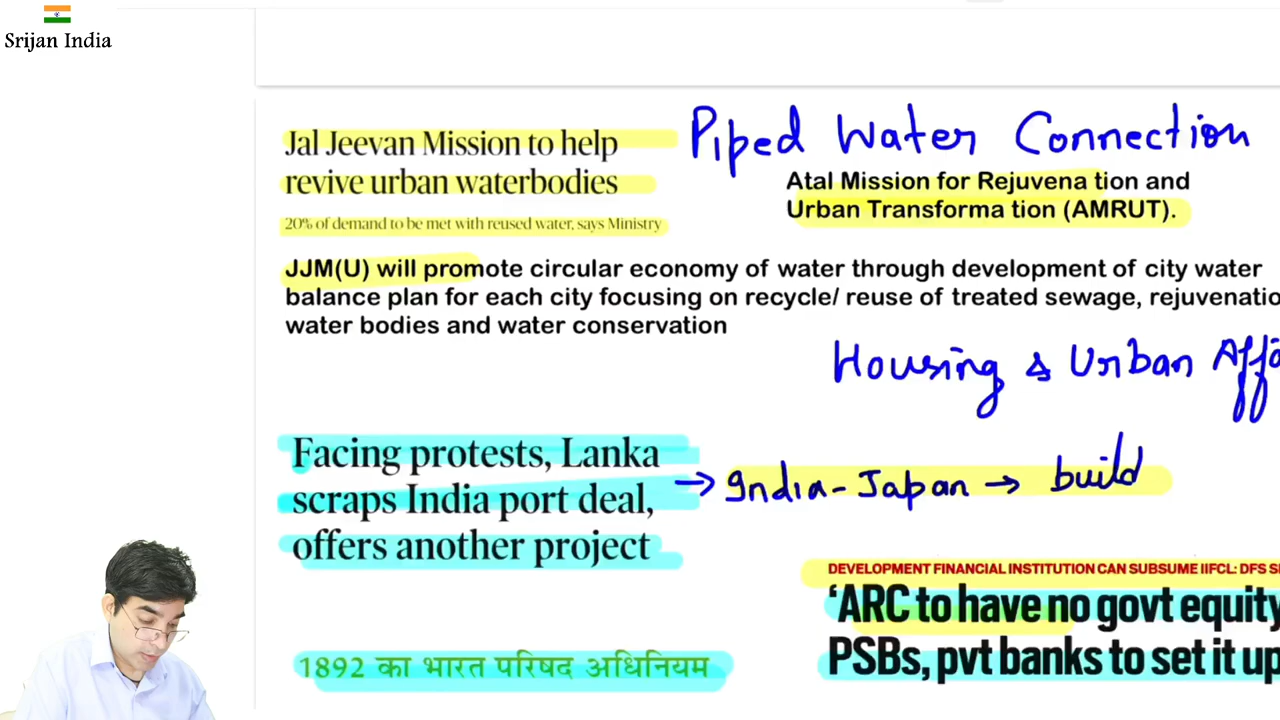 Srijan India
Jal Jeevan Mission to help
revive urban waterbodies
20% of demand to be met with reused water, says Ministry
Piped Water Connection
Atal Mission for Rejuvena tion and
Urban Transforma tion (AMRUT).
JJM(U) will promote circular economy of water through development of city water
balance plan for each city focusing on recycle/ reuse of treated sewage, rejuvenatio
water bodies and water conservation
Housing & Urban Affa
Facing protests, Lanka
scraps India port deal,
offers another project
→ India-Japan → build
DEVELOPMENT FINANCIAL INSTITUTION CAN SUBSUME IIFCL: DFS S
‘ARC to have no govt equity
PSBs, pvt banks to set it up
1892 का भारत परिषद अधिनियम